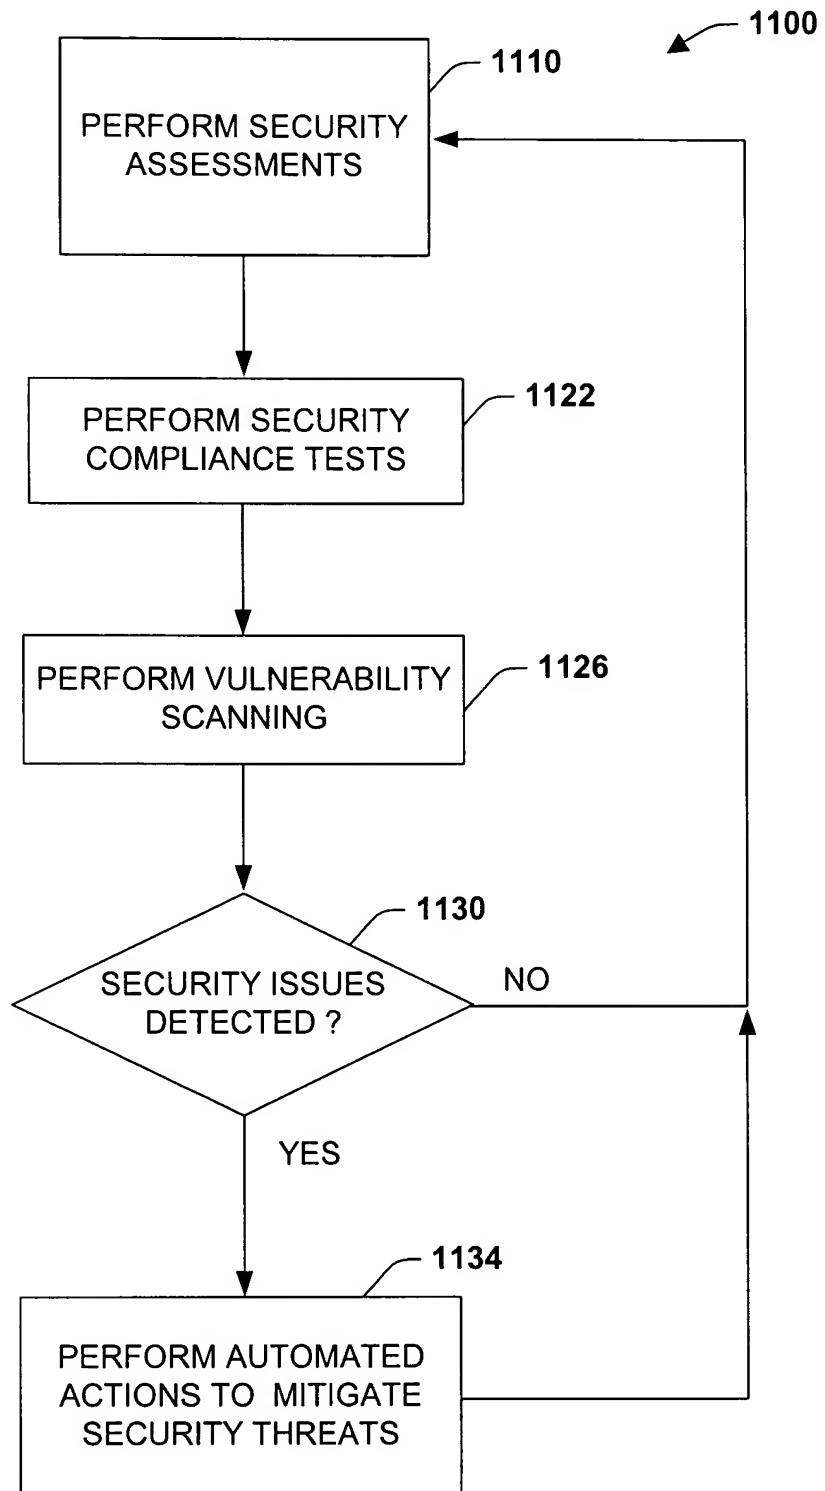 1100
1110
PERFORM SECURITY
ASSESSMENTS
1122
PERFORM SECURITY
COMPLIANCE TESTS
1126
PERFORM VULNERABILITY
SCANNING
1130
SECURITY ISSUES
DETECTED ?
NO
YES
1134
PERFORM AUTOMATED
ACTIONS TO MITIGATE
SECURITY THREATS